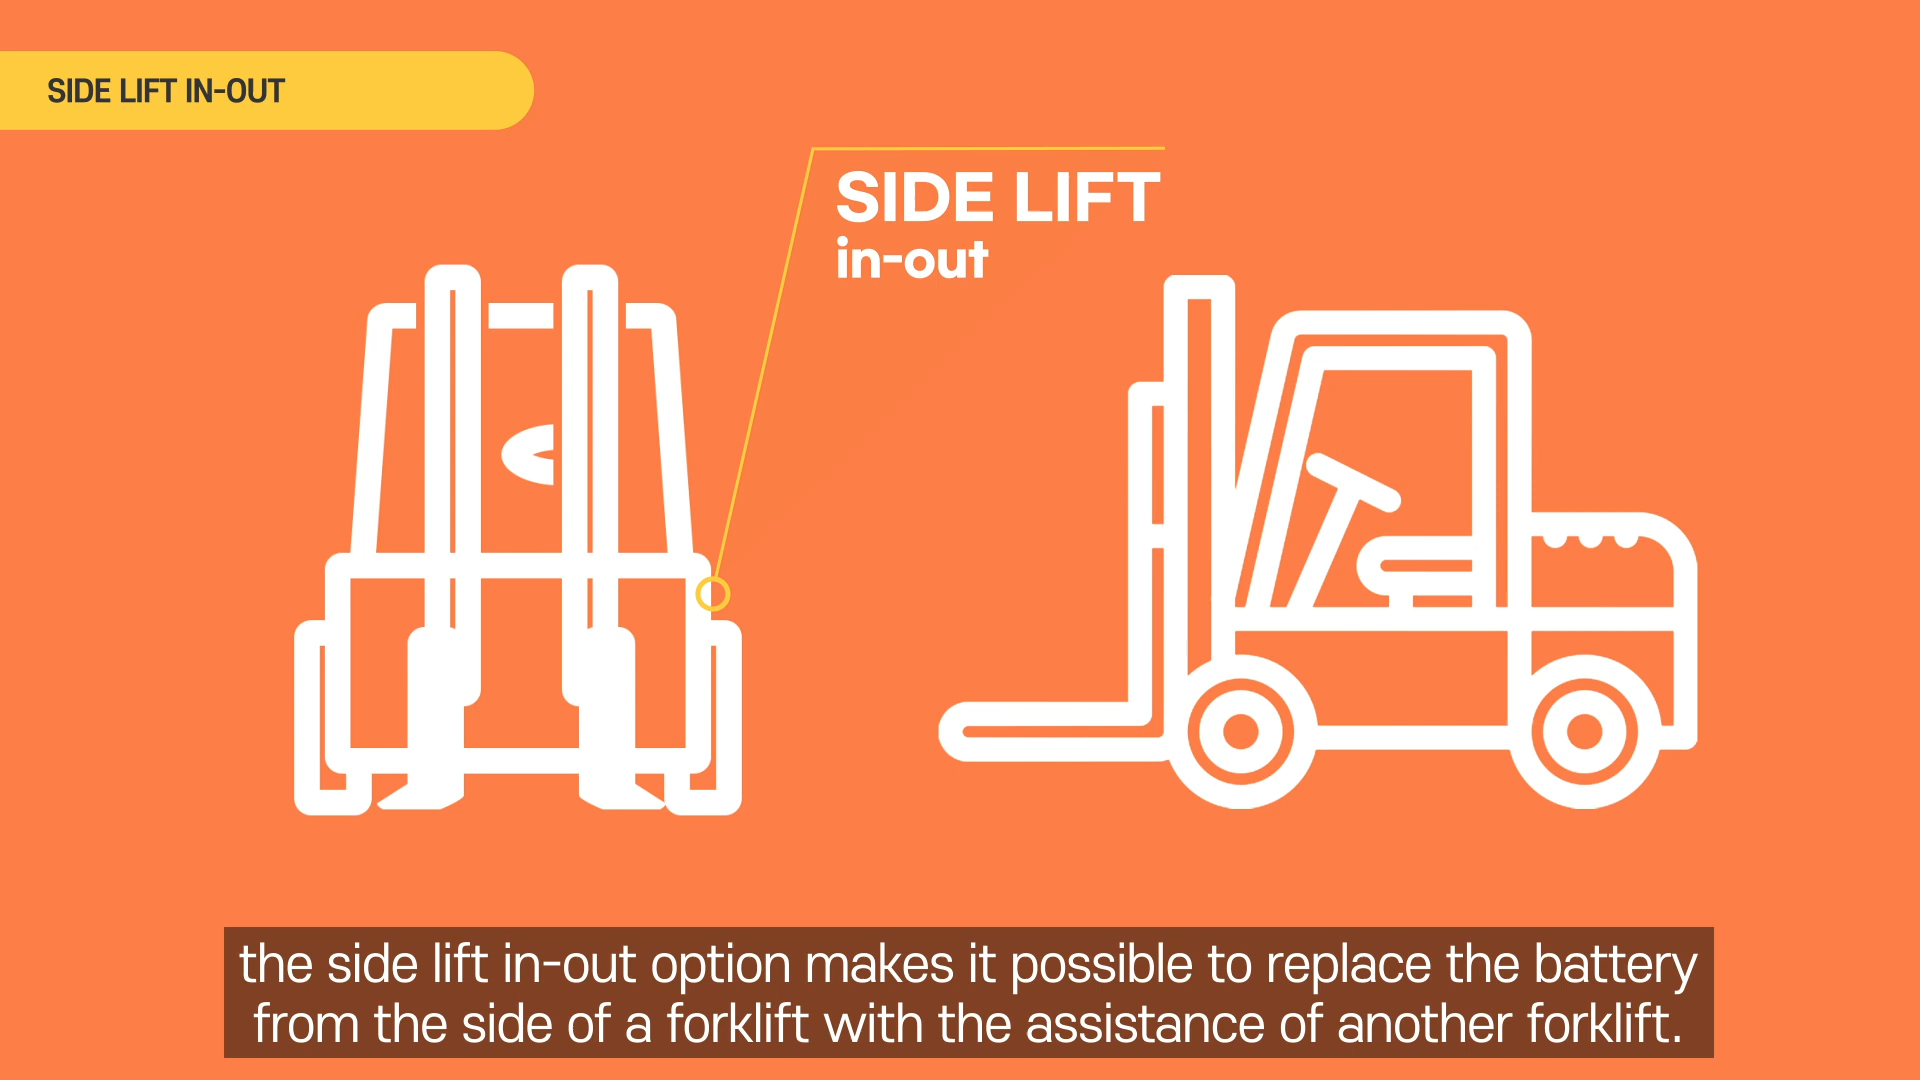 SIDE LIFT IN-OUT
SIDE LIFT
in-out
the side lift in-out option makes it possible to replace the battery
from the side of a forklift with the assistance of another forklift.